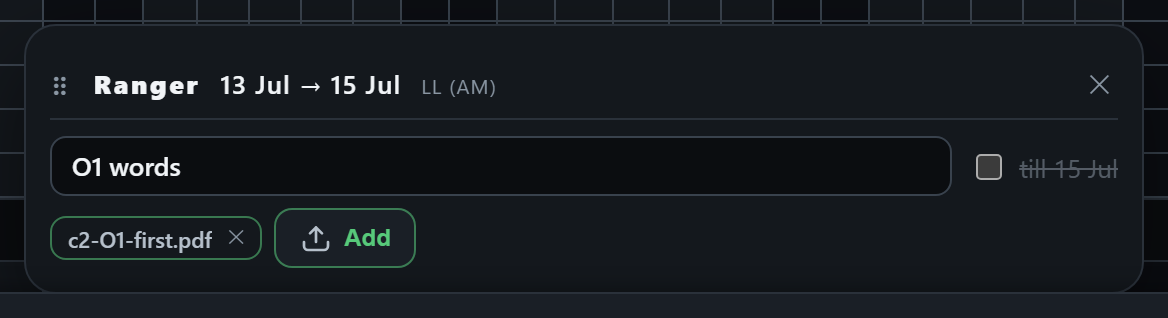 Ranger 13 Jul → 15 Jul LL (AM)
O1 words till 15 Jul
c2-O1-first.pdf Add